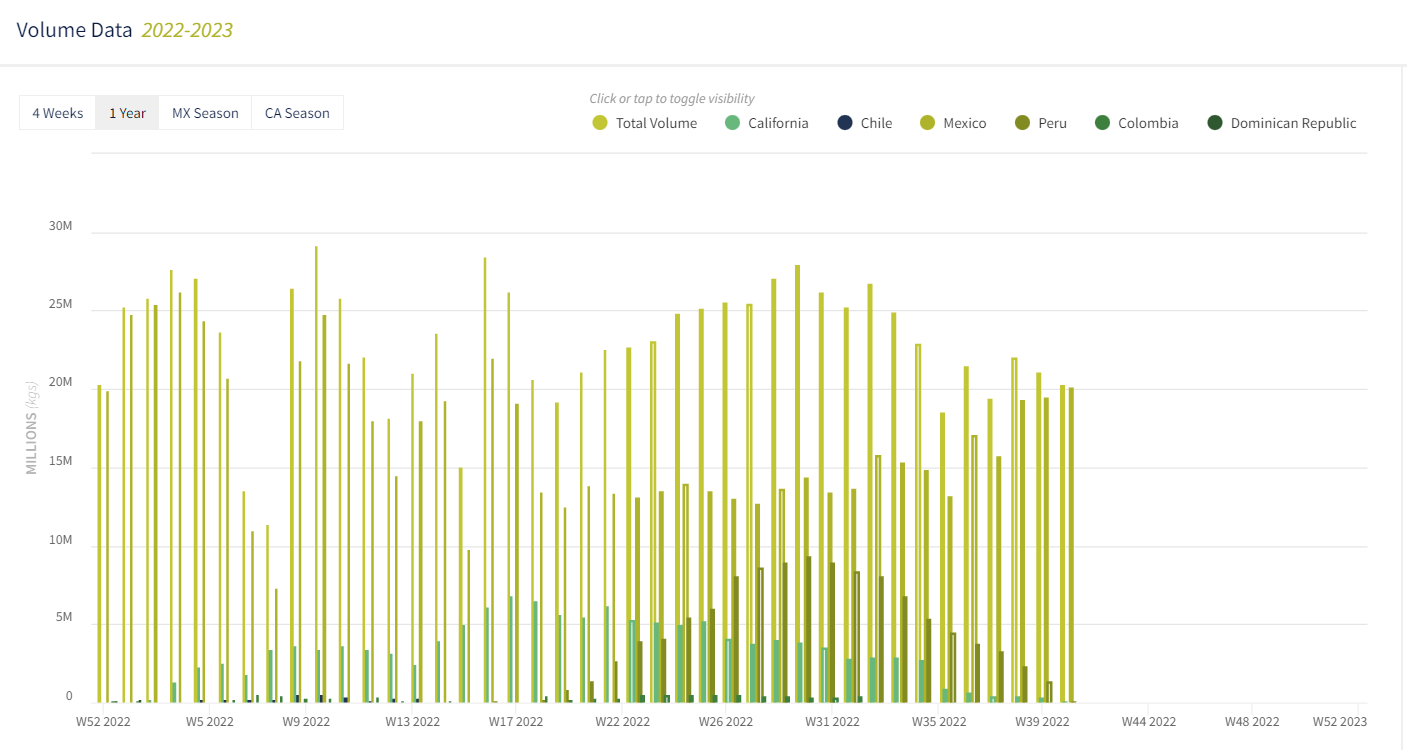 Volume Data 2022-2023
Click or tap to toggle visibility
4 Weeks 1 Year MX Season CA Season
Total Volume California Chile Mexico Peru Colombia Dominican Republic
30M
25M
20M
15M
10M
5M
0
MILLIONS (kgs)
W52 2022 W5 2022 W9 2022 W13 2022 W17 2022 W22 2022 W26 2022 W31 2022 W35 2022 W39 2022 W44 2022 W48 2022 W52 2023